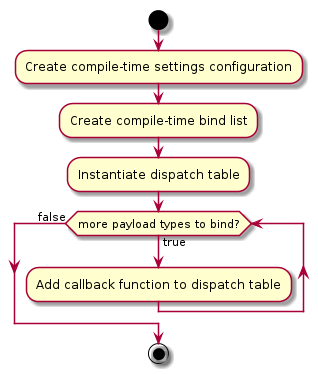 Create compile-time settings configuration
Create compile-time bind list
Instantiate dispatch table
false
more payload types to bind?
true
Add callback function to dispatch table